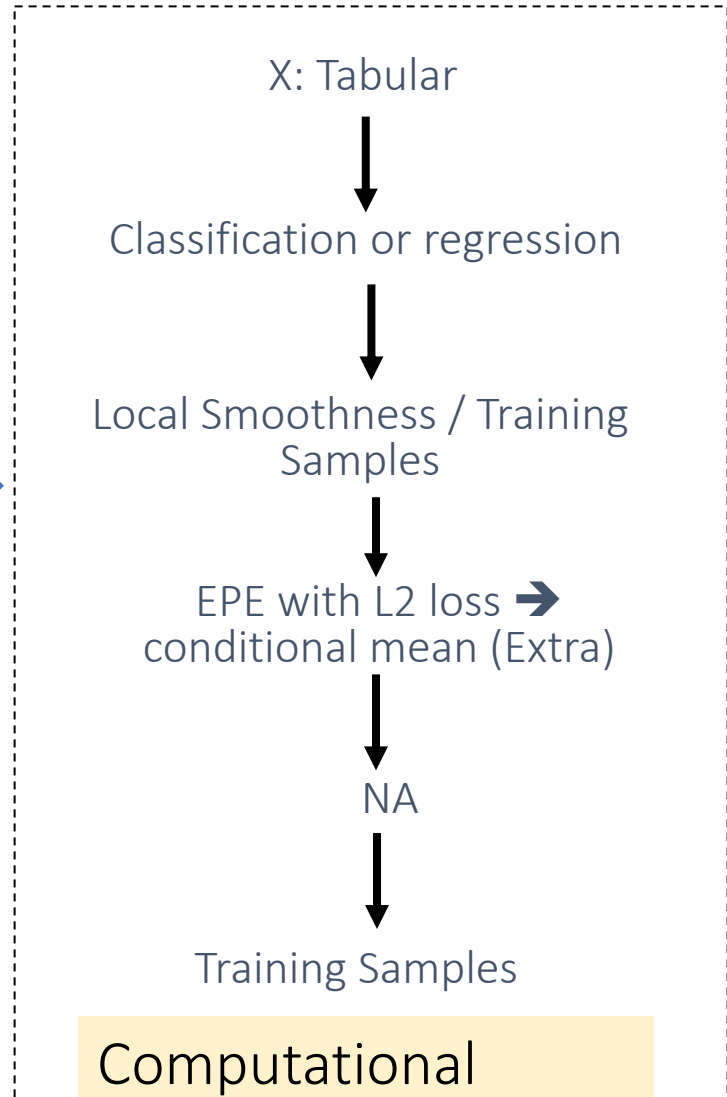 X: Tabular
Classification or regression
Local Smoothness / Training
Samples
EPE with L2 loss ➔
conditional mean (Extra)
NA
Training Samples
Computational